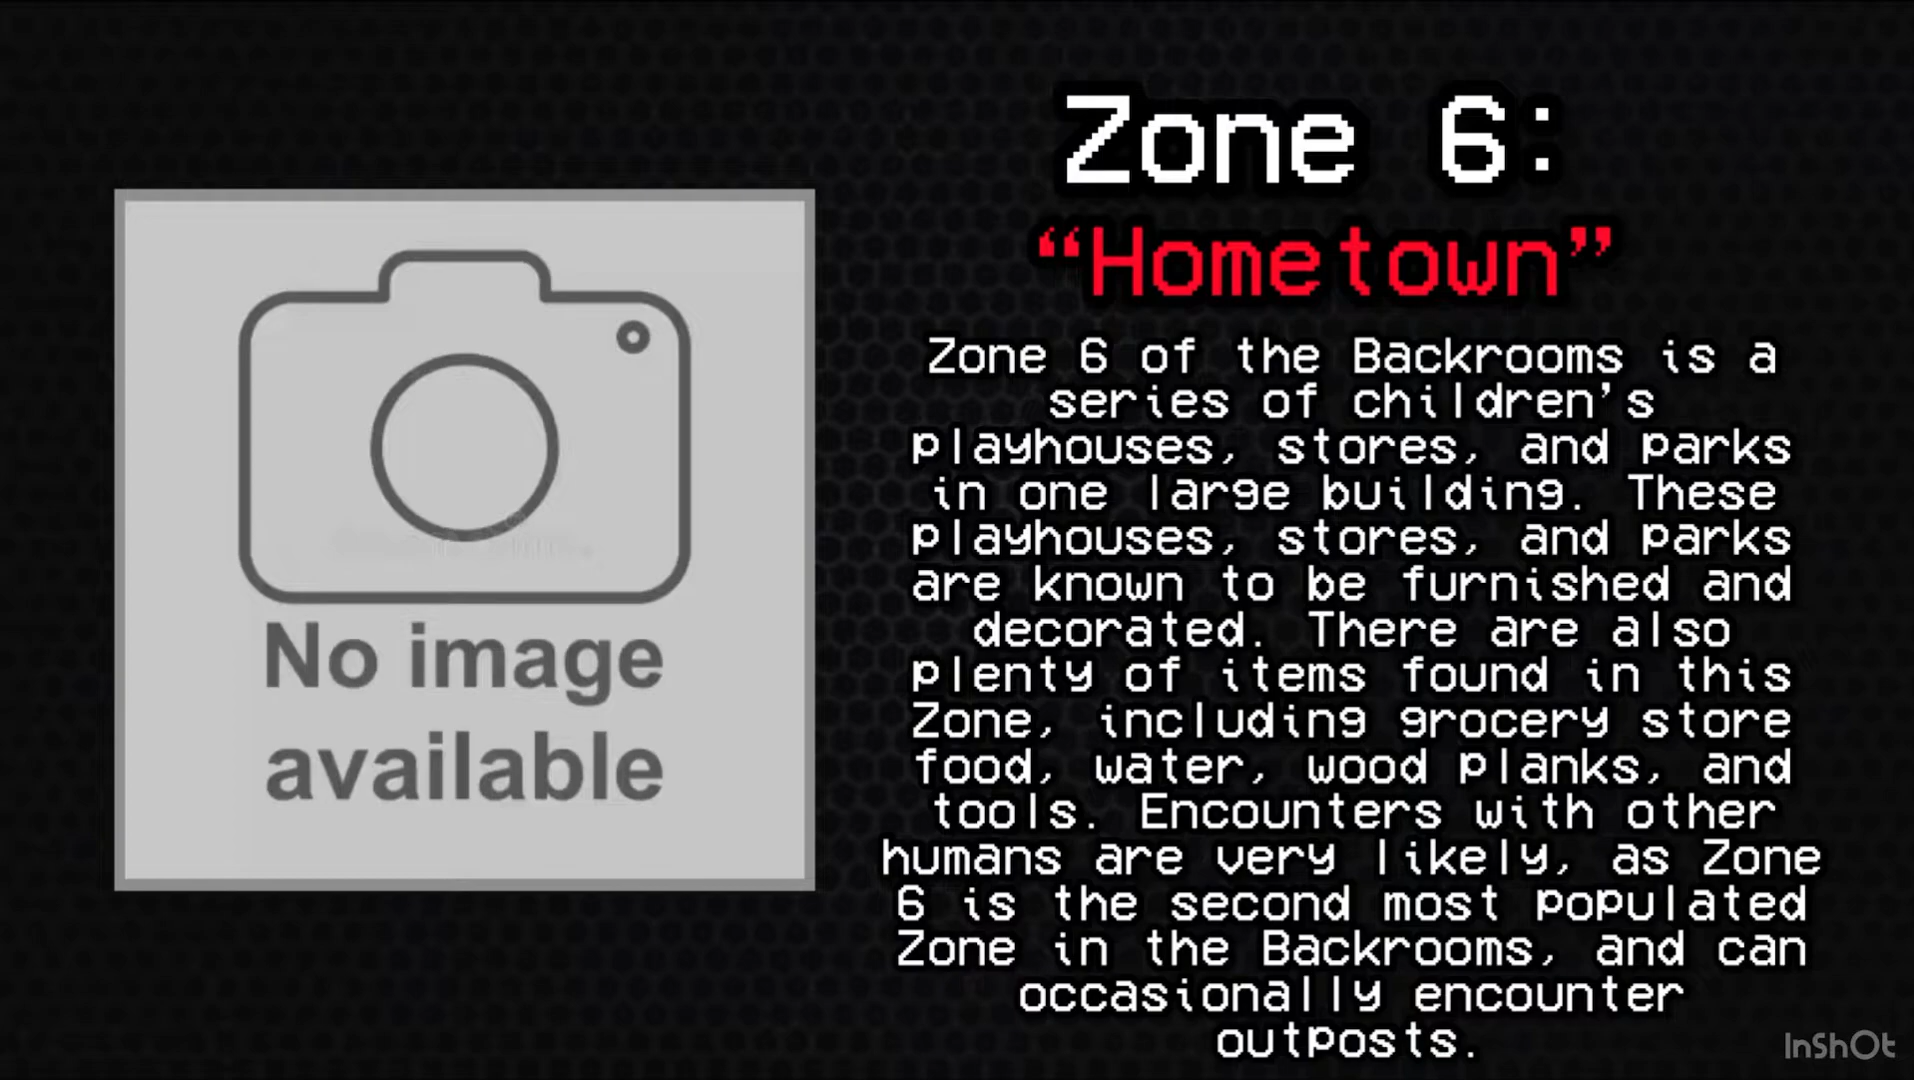 Zone 6:
“Hometown”
Zone 6 of the Backrooms is a
series of children’s
playhouses, stores, and parks
in one large building. These
playhouses, stores, and parks
are known to be furnished and
decorated. There are also
plenty of items found in this
Zone, including grocery store
food, water, wood planks, and
tools. Encounters with other
humans are very likely, as Zone
6 is the second most populated
Zone in the Backrooms, and can
occasionally encounter
outposts.
No image
available
InShOt